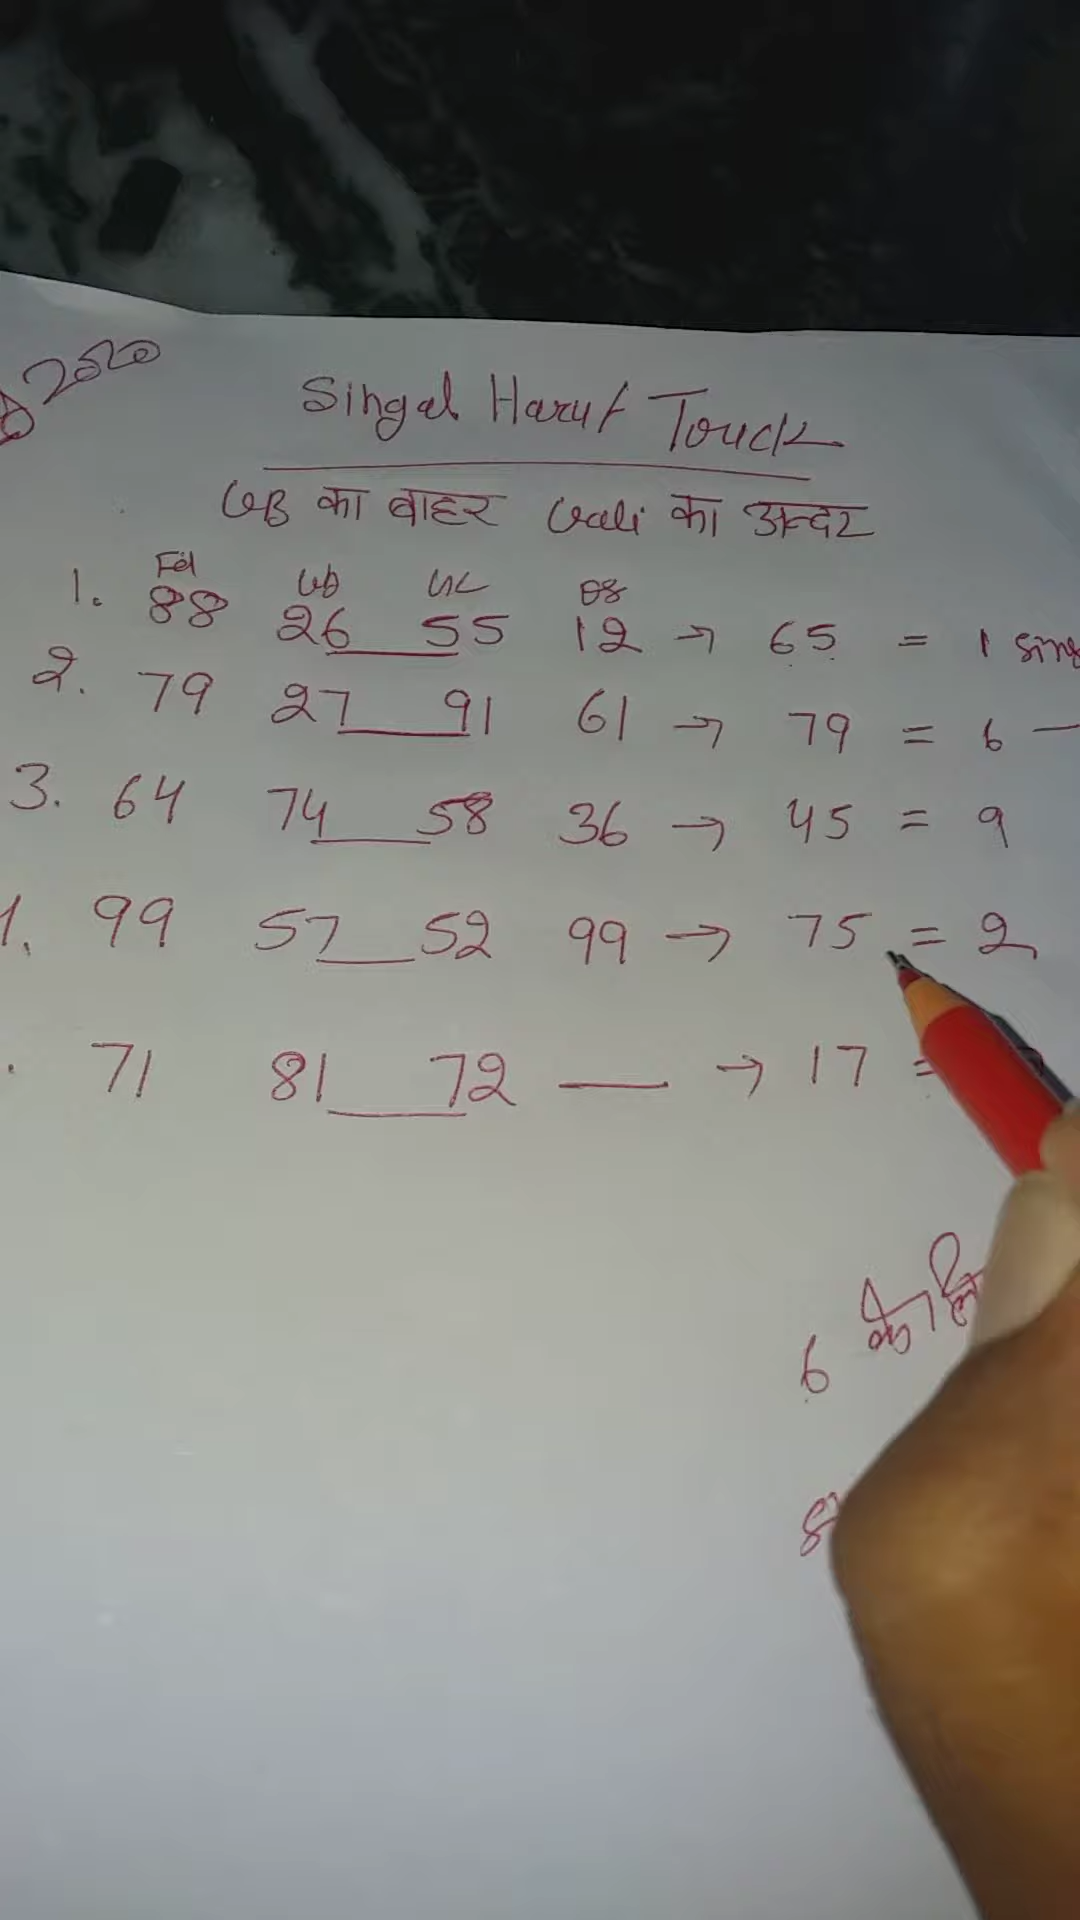 2520
Singal Haruf Touch
GB का बाहर Gali का अन्दर
Fd Gb GL DS
1. 88 26 55 12 → 65 = 1
2. 79 27 91 61 → 79 = 6 —
3. 64 74 58 36 → 45 = 9
99 57 52 99 → 75 = 2
71 81 72 — → 17 =
6
8